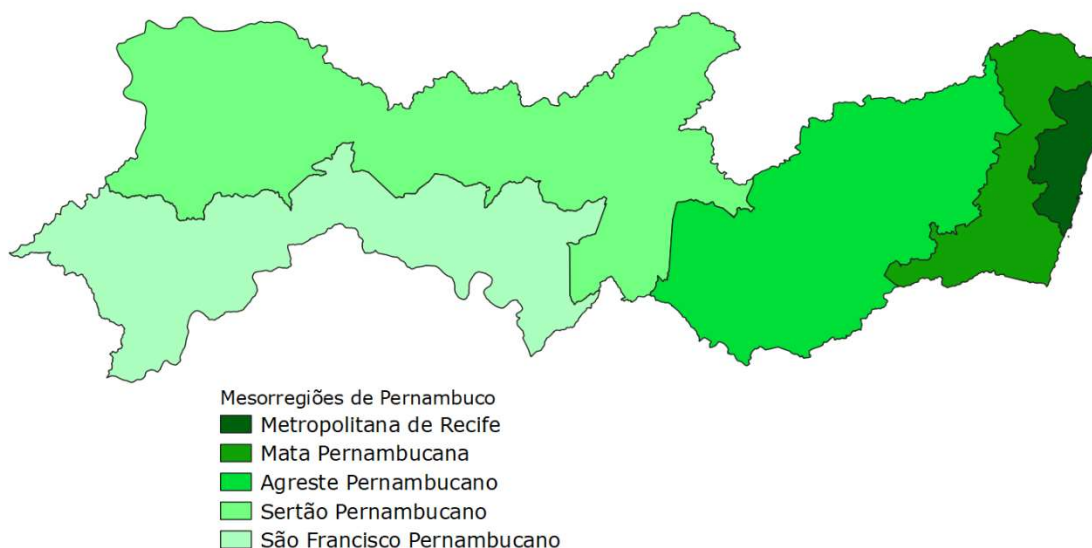 Mesorregiões de Pernambuco
Metropolitana de Recife
Mata Pernambucana
Agreste Pernambucano
Sertão Pernambucano
São Francisco Pernambucano